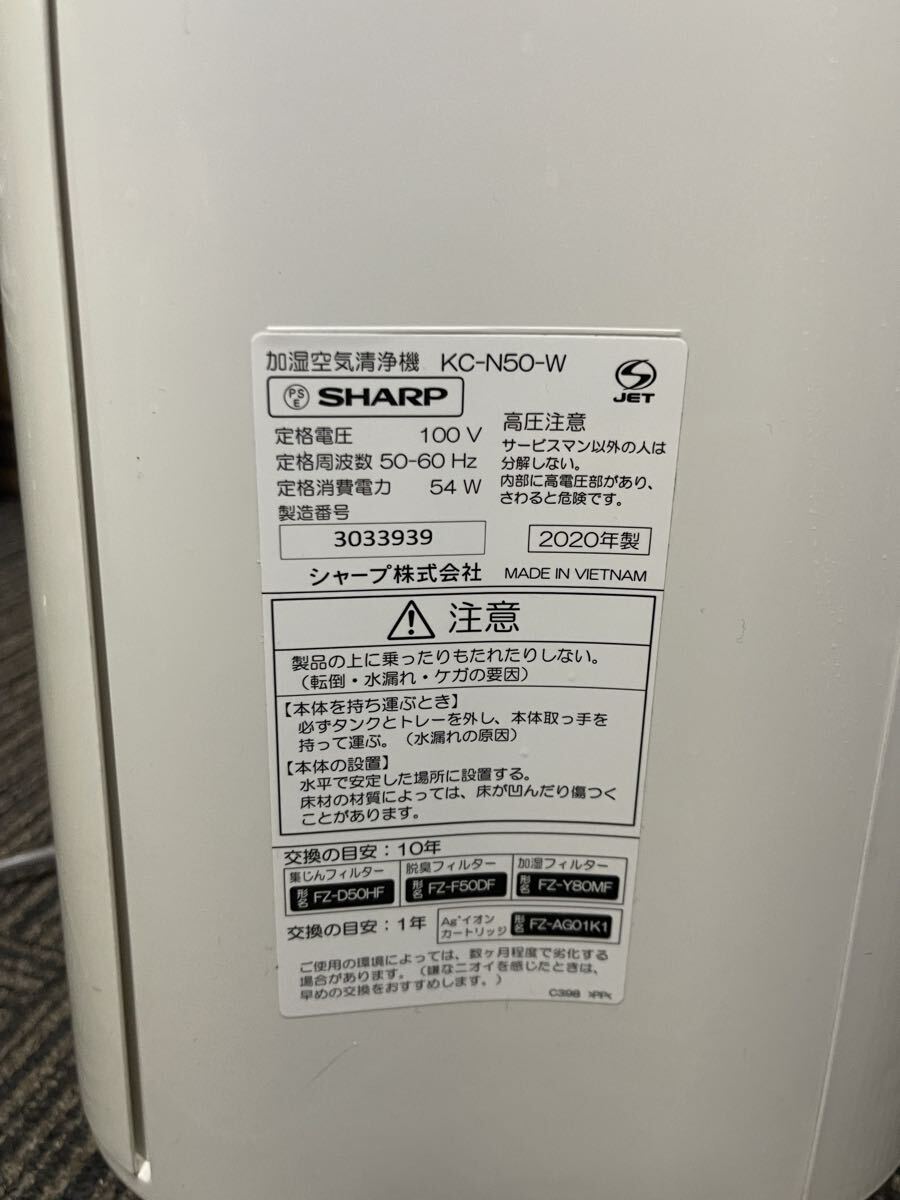 加湿空気清浄機 KC-N50-W
PSE SHARP
JET
定格電圧 100 V
定格周波数 50-60 Hz
定格消費電力 54 W
製造番号
3033939
高圧注意
サービスマン以外の人は
分解しない。
内部に高電圧部があり、
さわると危険です。
2020年製
シャープ株式会社 MADE IN VIETNAM
注意
製品の上に乗ったりもたれたりしない。
(転倒・水漏れ・ケガの要因)
【本体を持ち運ぶとき】
必ずタンクとトレーを外し、本体取っ手を
持って運ぶ。(水漏れの原因)
【本体の設置】
水平で安定した場所に設置する。
床材の材質によっては、床が凹んだり傷つく
ことがあります。
交換の目安:10年
集じんフィルター
形名 FZ-D50HF
脱臭フィルター
形名 FZ-F50DF
加湿フィルター
形名 FZ-Y80MF
交換の目安:1年
Ag⁺イオン
カートリッジ
形名 FZ-AG01K1
ご使用の環境によっては、数ヶ月程度で劣化する
場合があります。(嫌なニオイを感じたときは、
早めの交換をおすすめします。)
C398 >PP<